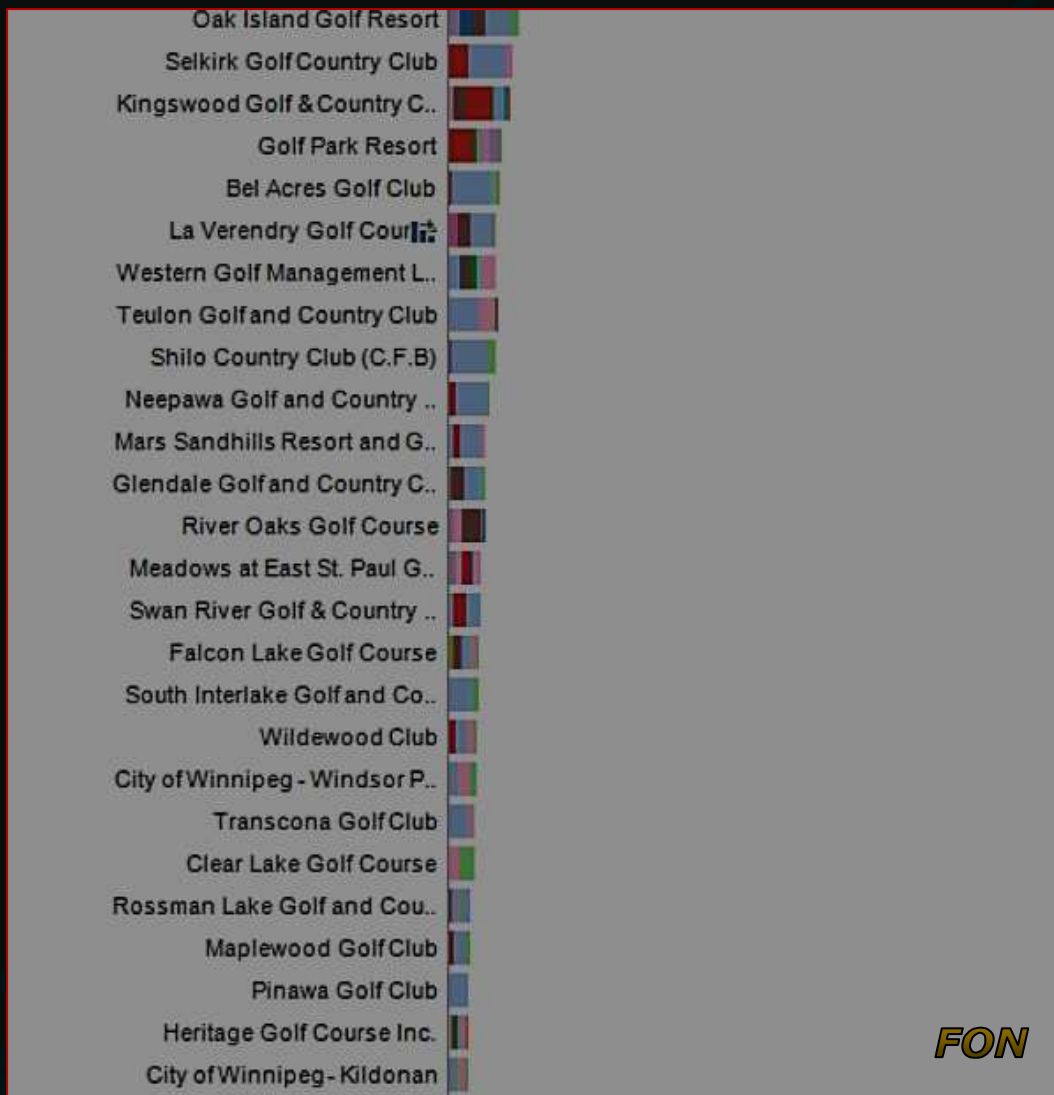 Oak Island Golf Resort
Selkirk Golf Country Club
Kingswood Golf & Country C..
Golf Park Resort
Bel Acres Golf Club
La Verendry Golf Cour
Western Golf Management L..
Teulon Golf and Country Club
Shilo Country Club (C.F.B)
Neepawa Golf and Country ..
Mars Sandhills Resort and G..
Glendale Golf and Country C..
River Oaks Golf Course
Meadows at East St. Paul G..
Swan River Golf & Country ..
Falcon Lake Golf Course
South Interlake Golf and Co..
Wildewood Club
City of Winnipeg - Windsor P..
Transcona Golf Club
Clear Lake Golf Course
Rossman Lake Golf and Cou..
Maplewood Golf Club
Pinawa Golf Club
Heritage Golf Course Inc.
FON
City of Winnipeg - Kildonan